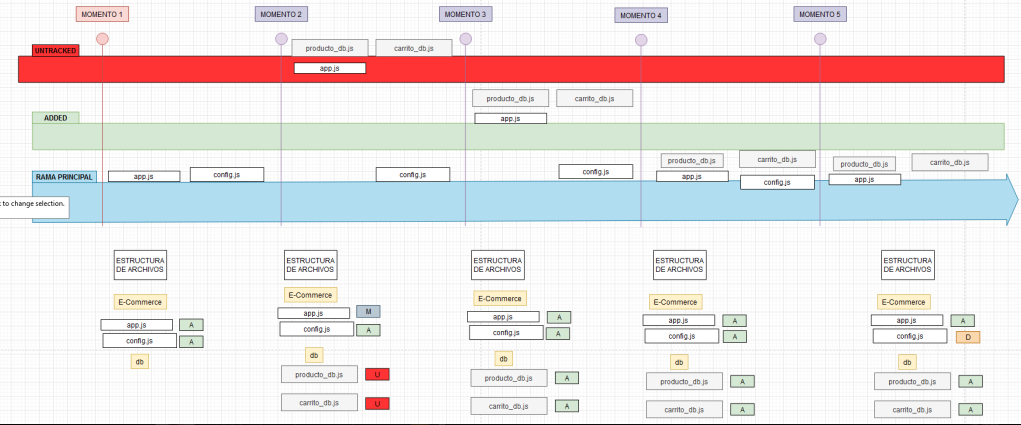 MOMENTO 1
MOMENTO 2
MOMENTO 3
MOMENTO 4
MOMENTO 5
UNTRACKED
producto_db.js
carrito_db.js
app.js
ADDED
producto_db.js
carrito_db.js
app.js
RAMA PRINCIPAL
app.js
config.js
config.js
config.js
producto_db.js
carrito_db.js
app.js
config.js
producto_db.js
carrito_db.js
app.js
to change selection.
ESTRUCTURA
DE ARCHIVOS
E-Commerce
app.js
A
config.js
A
db
ESTRUCTURA
DE ARCHIVOS
E-Commerce
app.js
M
config.js
A
db
producto_db.js
U
carrito_db.js
U
ESTRUCTURA
DE ARCHIVOS
E-Commerce
app.js
A
config.js
A
db
producto_db.js
A
carrito_db.js
A
ESTRUCTURA
DE ARCHIVOS
E-Commerce
app.js
A
config.js
A
db
producto_db.js
A
carrito_db.js
A
ESTRUCTURA
DE ARCHIVOS
E-Commerce
app.js
A
config.js
D
db
producto_db.js
A
carrito_db.js
A